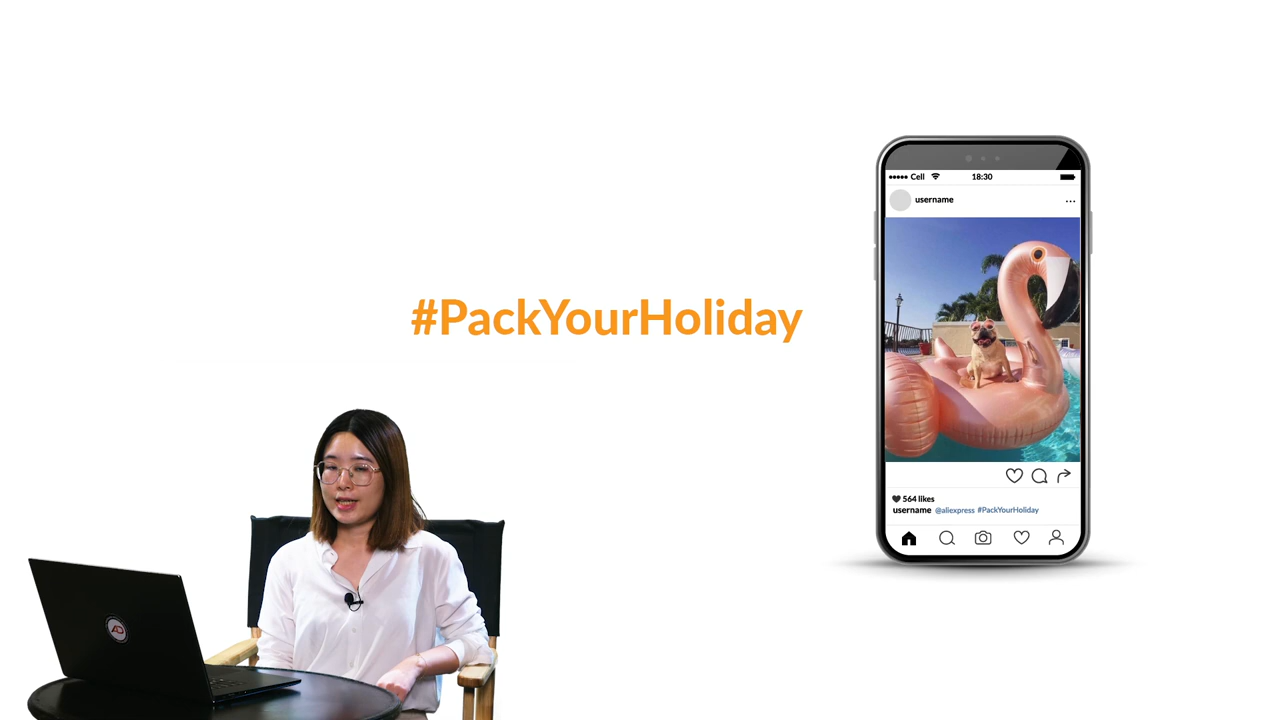 #PackYourHoliday
Cell 18:30
username
564 likes
username @aliexpress #PackYourHoliday